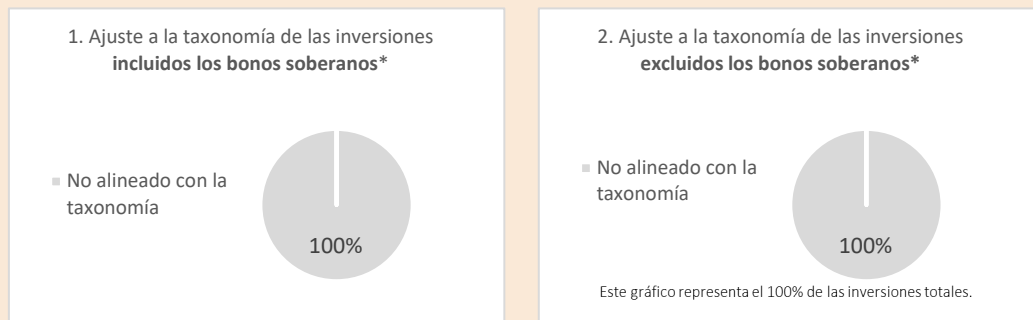 1. Ajuste a la taxonomía de las inversiones
incluidos los bonos soberanos*
No alineado con la
taxonomía
100%
2. Ajuste a la taxonomía de las inversiones
excluidos los bonos soberanos*
No alineado con la
taxonomía
100%
Este gráfico representa el 100% de las inversiones totales.